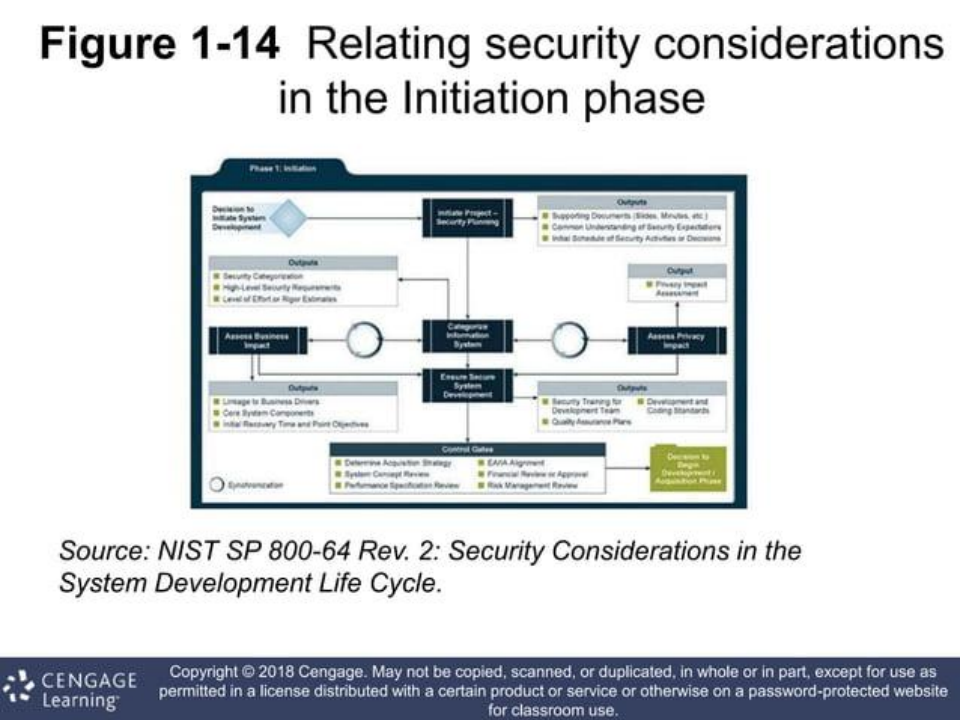 Figure 1-14 Relating security considerations
in the Initiation phase
Phase 1: Initiation
Decision to
Initiate System
Development
Initiate Project –
Security Planning
Outputs
Supporting Documents (Slides, Minutes, etc.)
Common Understanding of Security Expectations
Initial Schedule of Security Activities or Decisions
Outputs
Security Categorization
High-Level Security Requirements
Level of Effort or Rigor Estimates
Output
Privacy Impact
Assessment
Assess Business
Impact
Categorize
Information
System
Assess Privacy
Impact
Ensure Secure
System
Development
Outputs
Linkage to Business Drivers
Core System Components
Initial Recovery Time and Point Objectives
Outputs
Security Training for
Development Team
Quality Assurance Plans
Development and
Coding Standards
Control Gates
Determine Acquisition Strategy
System Concept Review
Performance Specification Review
EA/IA Alignment
Financial Review or Approval
Risk Management Review
Decision to
Begin
Development /
Acquisition Phase
Synchronization
Source: NIST SP 800-64 Rev. 2: Security Considerations in the
System Development Life Cycle.
CENGAGE
Learning
Copyright © 2018 Cengage. May not be copied, scanned, or duplicated, in whole or in part, except for use as
permitted in a license distributed with a certain product or service or otherwise on a password-protected website
for classroom use.